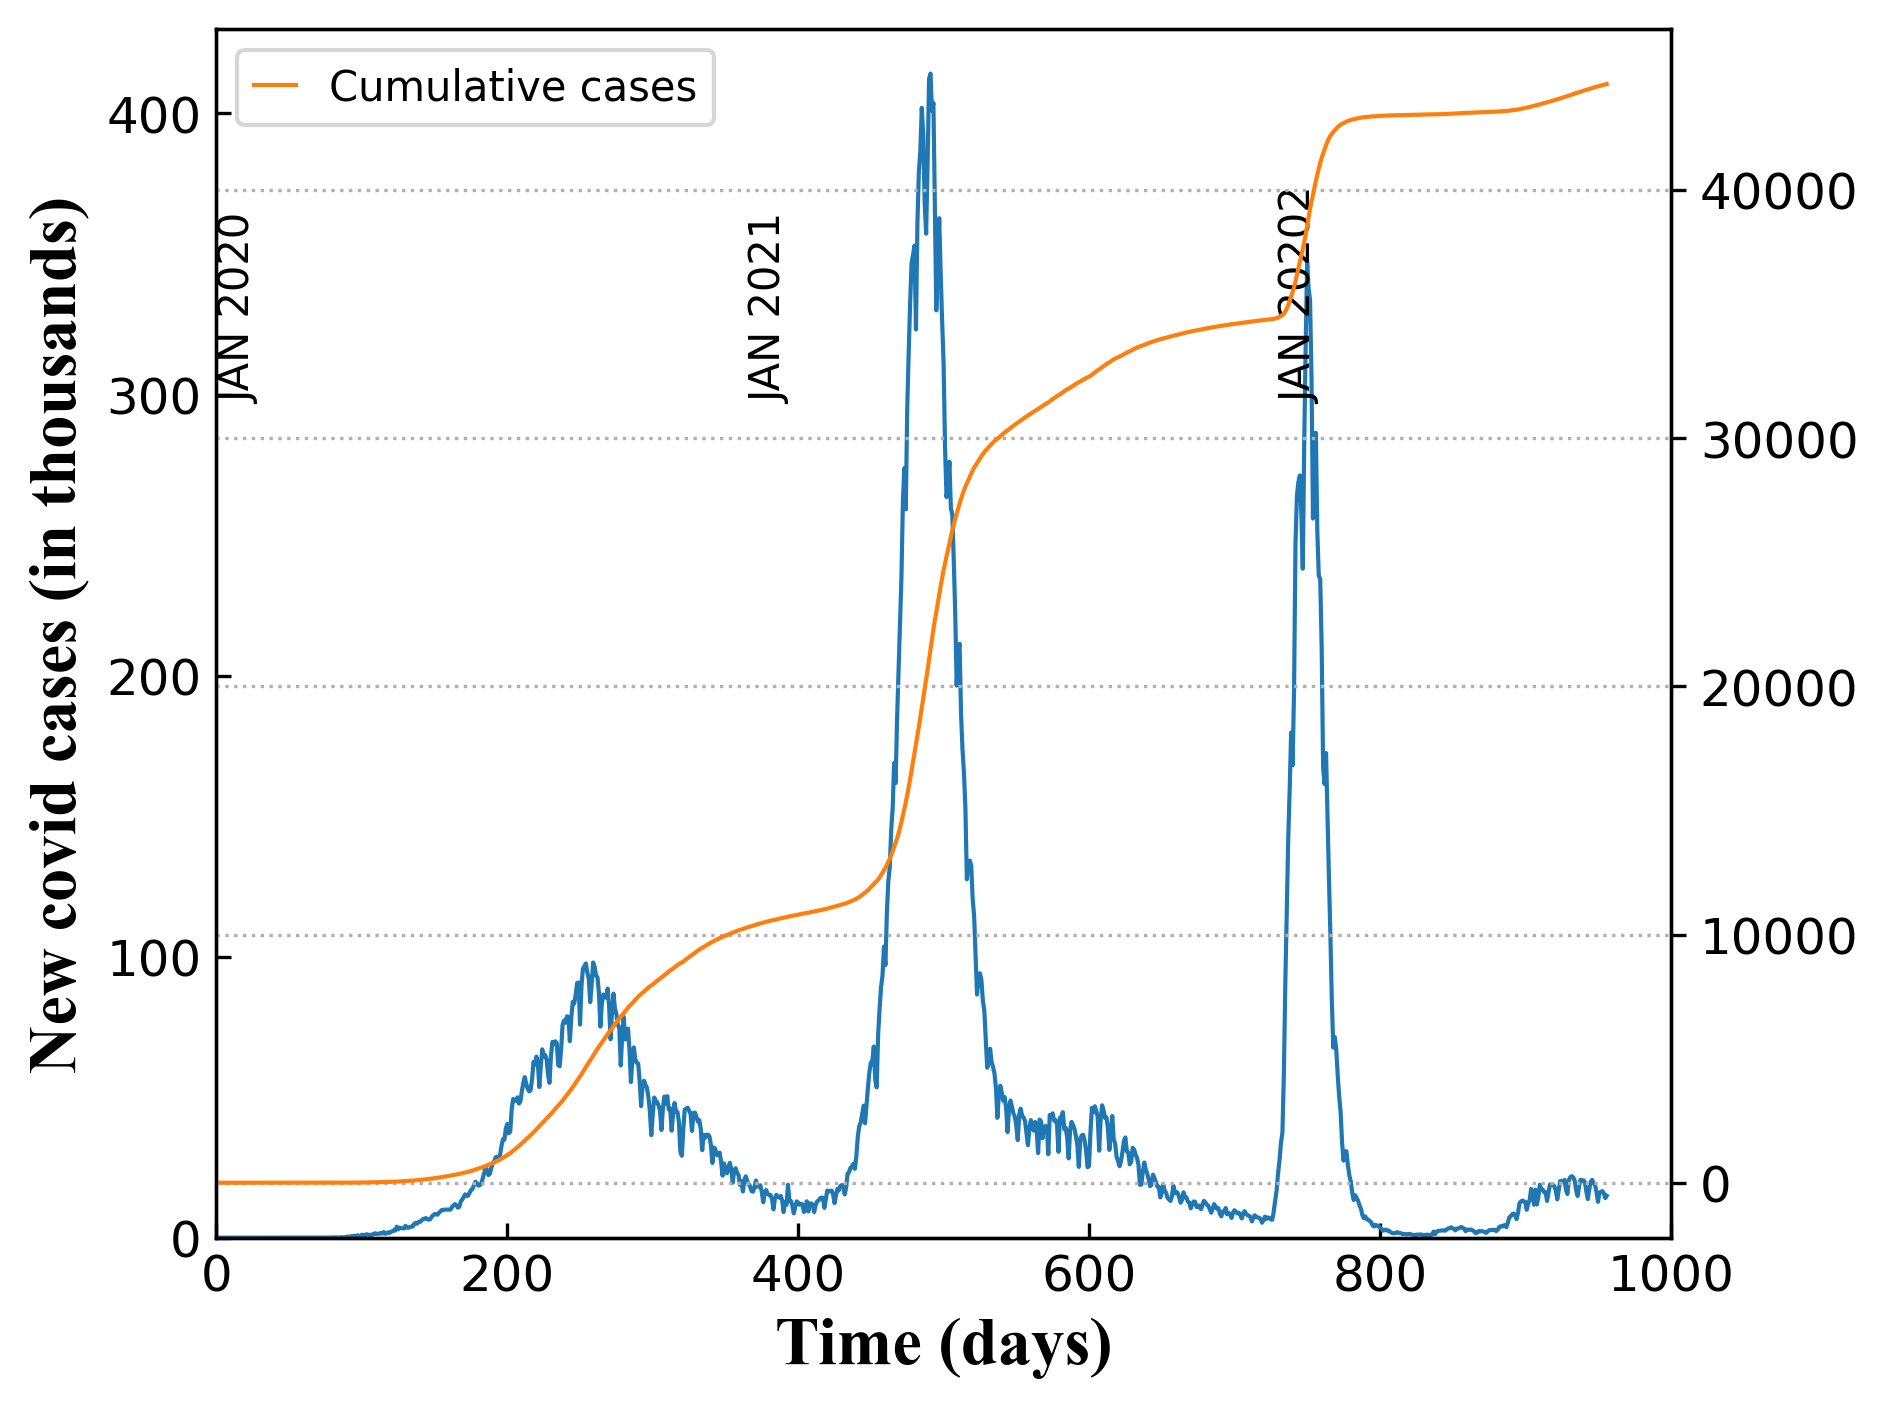 Cumulative cases
New covid cases (in thousands)
400
300
200
100
0
JAN 2020
JAN 2021
JAN 20202
40000
30000
20000
10000
0
0
200
400
600
800
1000
Time (days)